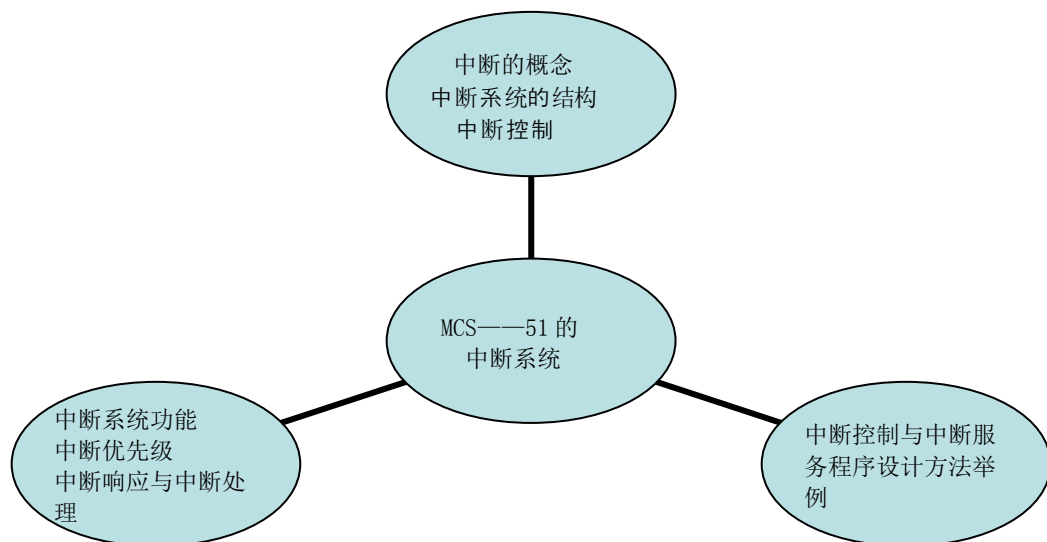 中断的概念
中断系统的结构
中断控制
MCS——51 的
中断系统
中断系统功能
中断优先级
中断响应与中断处
理
中断控制与中断服
务程序设计方法举
例